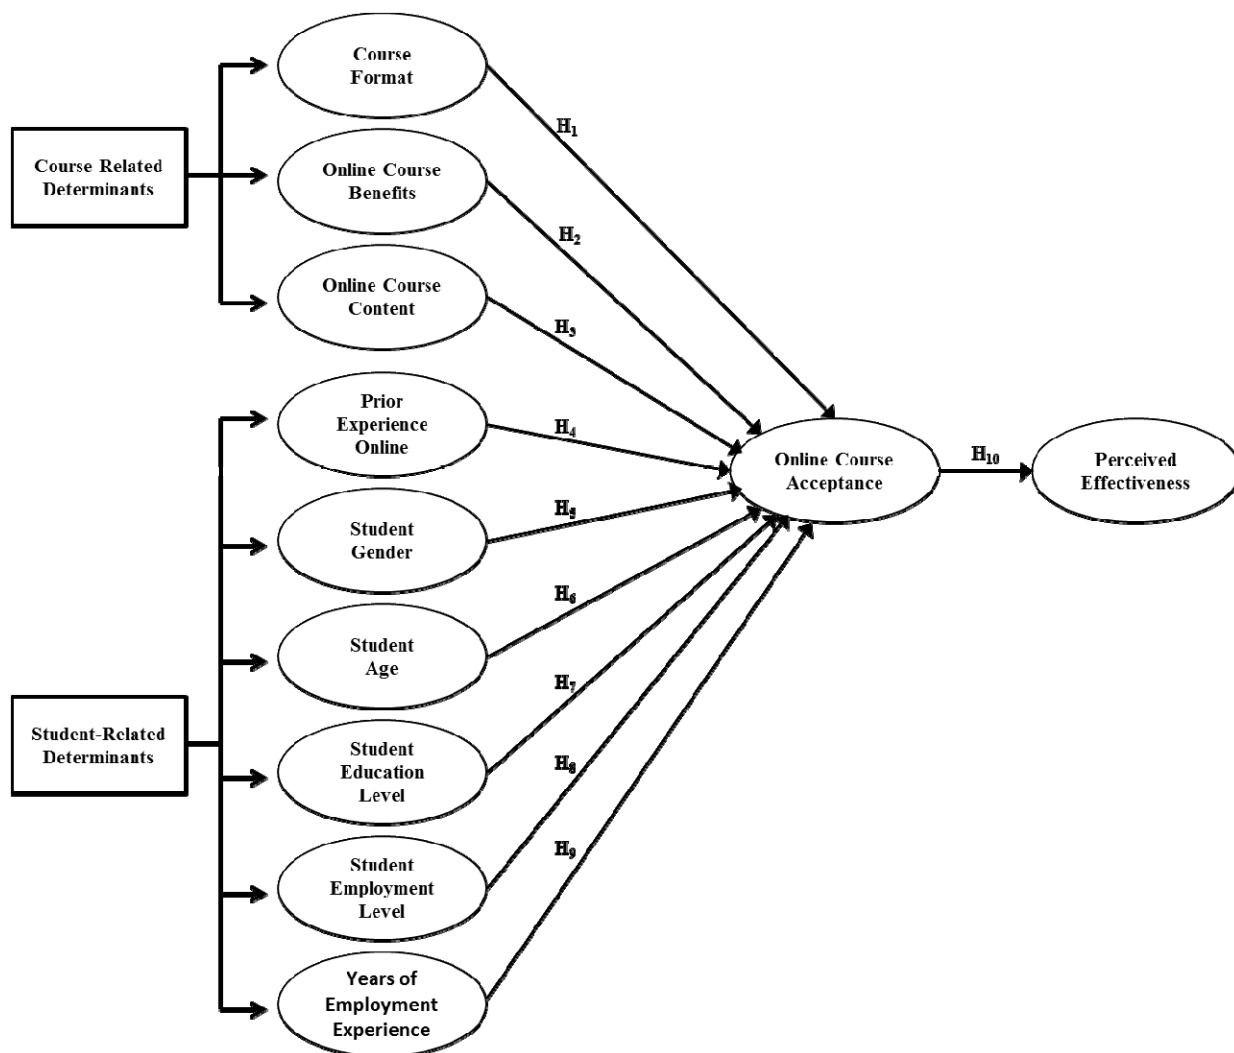 Course
Format
H₁
Course Related
Determinants
Online Course
Benefits
H₂
Online Course
Content
H₃
Prior
Experience
Online
H₄
Online Course
Acceptance
H₁₀
Perceived
Effectiveness
Student
Gender
H₅
Student
Age
H₆
Student-Related
Determinants
Student
Education
Level
H₇
Student
Employment
Level
H₈
Years of
Employment
Experience
H₉